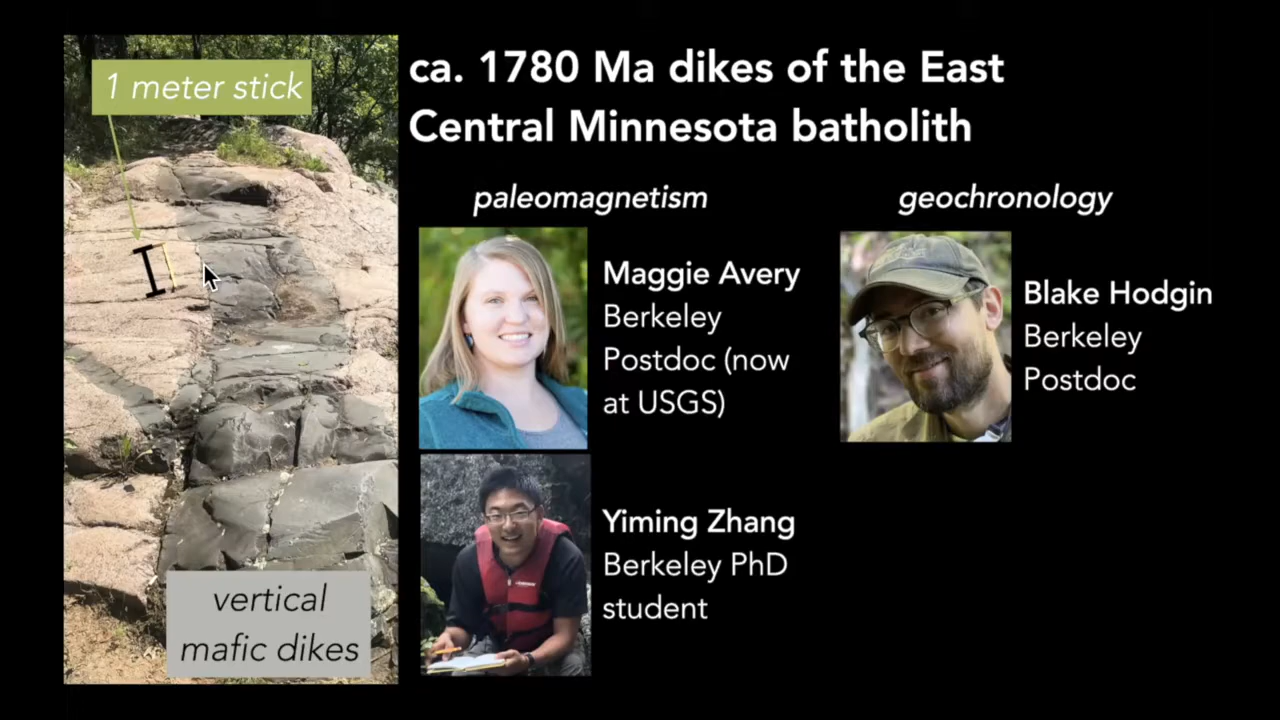 1 meter stick
ca. 1780 Ma dikes of the East
Central Minnesota batholith
paleomagnetism
geochronology
Maggie Avery
Berkeley
Postdoc (now
at USGS)
Blake Hodgin
Berkeley
Postdoc
Yiming Zhang
Berkeley PhD
student
vertical
mafic dikes